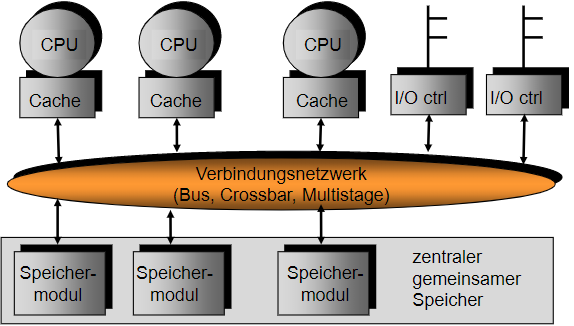 CPU
CPU
CPU
Cache
Cache
Cache
I/O ctrl
I/O ctrl
Verbindungsnetzwerk
(Bus, Crossbar, Multistage)
Speicher-
modul
Speicher-
modul
Speicher-
modul
zentraler
gemeinsamer
Speicher